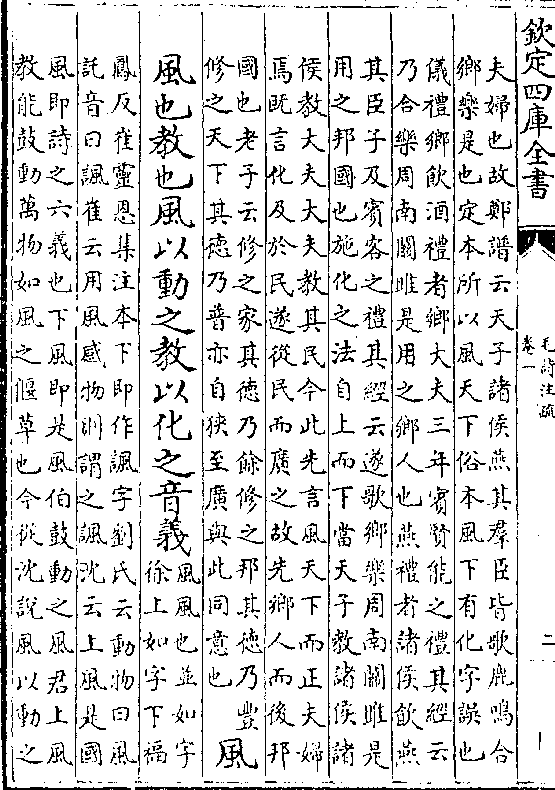 欽定四庫全書
毛詩注疏
卷一
二
夫婦也故鄭譜云天子諸侯燕其羣臣皆歌鹿鳴合
鄉樂是也定本所以風天下俗本風下有化字誤也
儀禮鄉飲酒禮者鄉大夫三年賓賢能之禮其經云
乃合樂周南關雎是用之鄉人也燕禮者諸侯飲燕
其臣子及賓客之禮其經云遂歌鄉樂周南關雎是
用之邦國也施化之法自上而下當天子教諸侯諸
侯教大夫大夫教其民今此先言風天下而正夫婦
焉既言化及於民遂從民而廣之故先鄉人而後邦
國也老子云修之家其德乃餘修之邦其德乃豐
修之天下其德乃普亦自狹至廣與此同意也
風
風也教也風以動之教以化之音義
風風也並如字
徐上如字下福
鳳反崔靈恩集注本下即作諷字劉氏云動物曰風
託音曰諷崔云用風感物則謂之諷沈云上風是國
風即詩之六義也下風即是風伯鼓動之風君上風
教能鼓動萬物如風之偃草也今從沈說風以動之